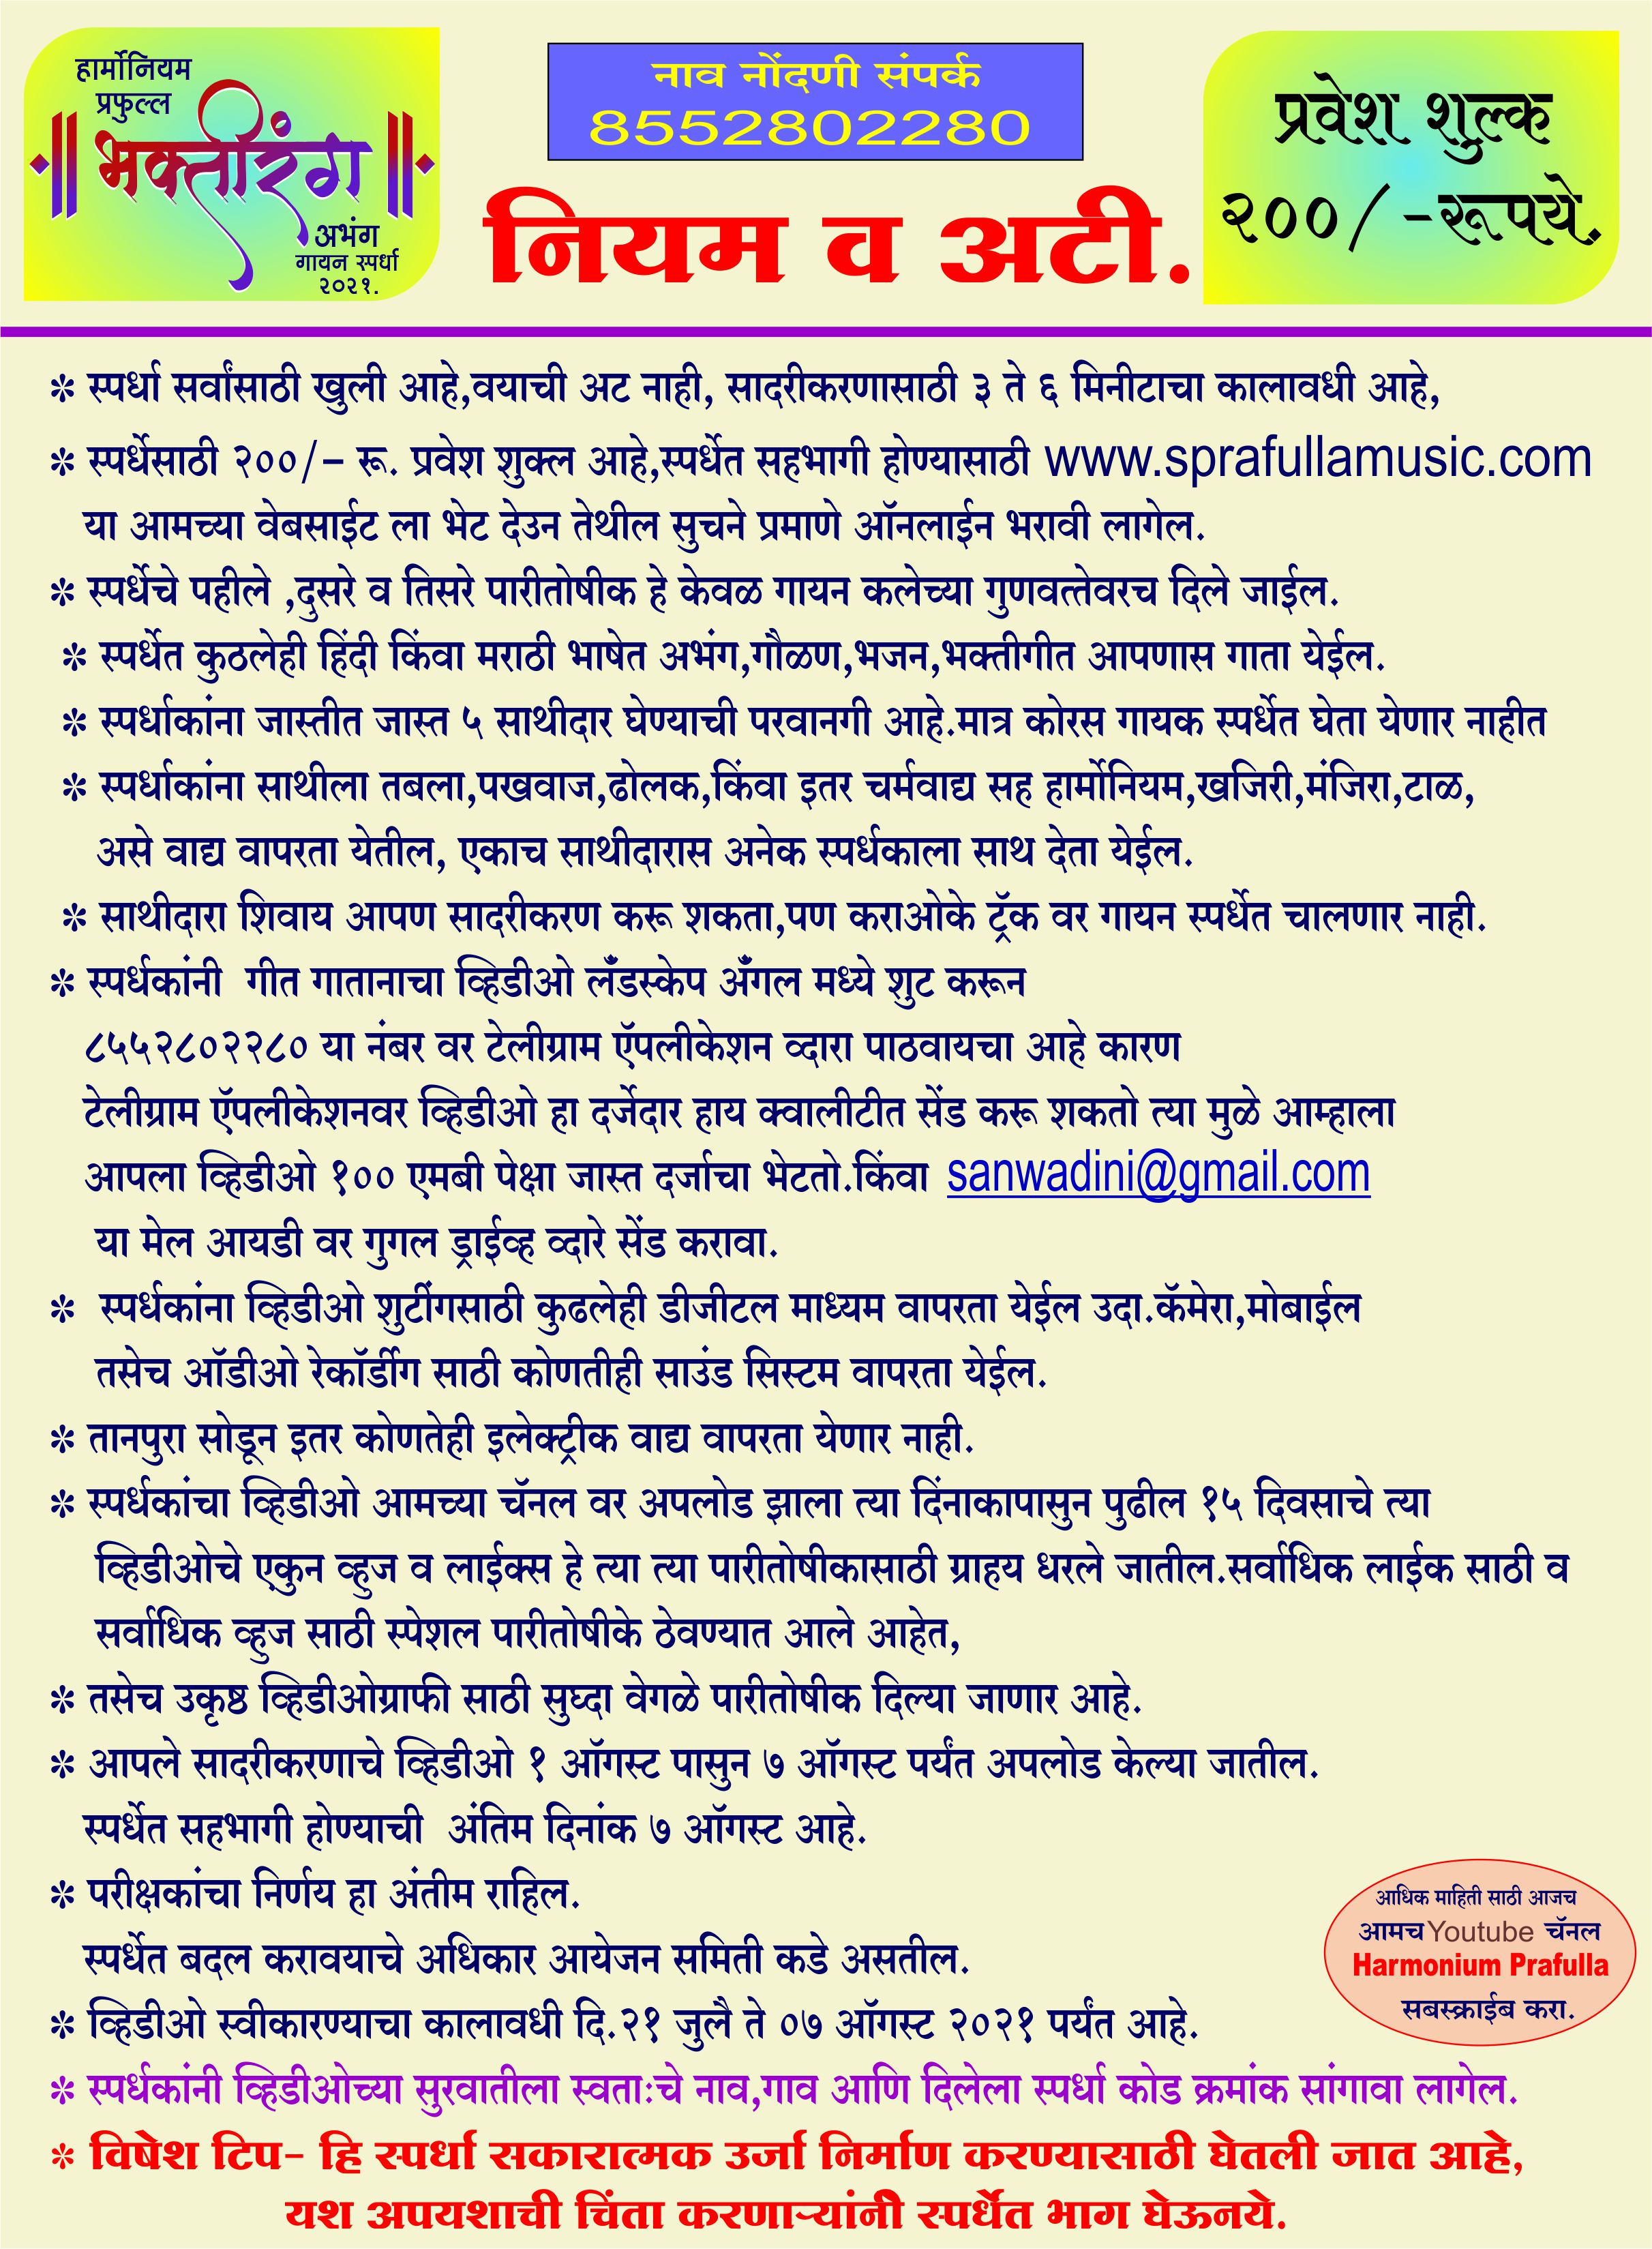 हार्मोनियम
प्रफुल्ल
भक्तीरंग
अभंग
गायन स्पर्धा
२०२१.
नाव नोंदणी संपर्क
8552802280
नियम व अटी.
प्रवेश शुल्क
२००/-रूपये.
* स्पर्धा सर्वांसाठी खुली आहे,वयाची अट नाही, सादरीकरणासाठी ३ ते ६ मिनीटाचा कालावधी आहे,
* स्पर्धेसाठी २००/- रू. प्रवेश शुक्ल आहे,स्पर्धेत सहभागी होण्यासाठी www.sprafullamusic.com
या आमच्या वेबसाईट ला भेट देउन तेथील सुचने प्रमाणे ऑनलाईन भरावी लागेल.
* स्पर्धेचे पहीले ,दुसरे व तिसरे पारीतोषीक हे केवळ गायन कलेच्या गुणवत्तेवरच दिले जाईल.
* स्पर्धेत कुठलेही हिंदी किंवा मराठी भाषेत अभंग,गौळण,भजन,भक्तीगीत आपणास गाता येईल.
* स्पर्धाकांना जास्तीत जास्त ५ साथीदार घेण्याची परवानगी आहे.मात्र कोरस गायक स्पर्धेत घेता येणार नाहीत
* स्पर्धाकांना साथीला तबला,पखवाज,ढोलक,किंवा इतर चर्मवाद्य सह हार्मोनियम,खजिरी,मंजिरा,टाळ,
असे वाद्य वापरता येतील, एकाच साथीदारास अनेक स्पर्धकाला साथ देता येईल.
* साथीदारा शिवाय आपण सादरीकरण करू शकता,पण कराओके ट्रॅक वर गायन स्पर्धेत चालणार नाही.
* स्पर्धकांनी गीत गातानाचा व्हिडीओ लँडस्केप अँगल मध्ये शुट करून
८५५२८०२२८० या नंबर वर टेलीग्राम ऍपलीकेशन व्दारा पाठवायचा आहे कारण
टेलीग्राम ऍपलीकेशनवर व्हिडीओ हा दर्जेदार हाय क्वालीटीत सेंड करू शकतो त्या मुळे आम्हाला
आपला व्हिडीओ १०० एमबी पेक्षा जास्त दर्जाचा भेटतो.किंवा sanwadini@gmail.com
या मेल आयडी वर गुगल ड्राईव्ह व्दारे सेंड करावा.
* स्पर्धकांना व्हिडीओ शुटींगसाठी कुढलेही डीजीटल माध्यम वापरता येईल उदा.कॅमेरा,मोबाईल
तसेच ऑडीओ रेकॉर्डींग साठी कोणतीही साउंड सिस्टम वापरता येईल.
* तानपुरा सोडून इतर कोणतेही इलेक्ट्रीक वाद्य वापरता येणार नाही.
* स्पर्धकांचा व्हिडीओ आमच्या चॅनल वर अपलोड झाला त्या दिंनाकापासुन पुढील १५ दिवसाचे त्या
व्हिडीओचे एकुन व्हुज व लाईक्स हे त्या त्या पारीतोषीकासाठी ग्राहय धरले जातील.सर्वाधिक लाईक साठी व
सर्वाधिक व्हुज साठी स्पेशल पारीतोषीके ठेवण्यात आले आहेत,
* तसेच उकृष्ठ व्हिडीओग्राफी साठी सुध्दा वेगळे पारीतोषीक दिल्या जाणार आहे.
* आपले सादरीकरणाचे व्हिडीओ १ ऑगस्ट पासुन ७ ऑगस्ट पर्यंत अपलोड केल्या जातील.
स्पर्धेत सहभागी होण्याची अंतिम दिनांक ७ ऑगस्ट आहे.
* परीक्षकांचा निर्णय हा अंतीम राहिल.
स्पर्धेत बदल करावयाचे अधिकार आयेजन समिती कडे असतील.
* व्हिडीओ स्वीकारण्याचा कालावधी दि.२१ जुलै ते ०७ ऑगस्ट २०२१ पर्यंत आहे.
आधिक माहिती साठी आजच
आमच Youtube चॅनल
Harmonium Prafulla
सबस्क्राईब करा.
* स्पर्धकांनी व्हिडीओच्या सुरवातीला स्वताःचे नाव,गाव आणि दिलेला स्पर्धा कोड क्रमांक सांगावा लागेल.
* विषेश टिप- हि स्पर्धा सकारात्मक उर्जा निर्माण करण्यासाठी घेतली जात आहे,
यश अपयशाची चिंता करणाऱ्यांनी स्पर्धेत भाग घेऊनये.